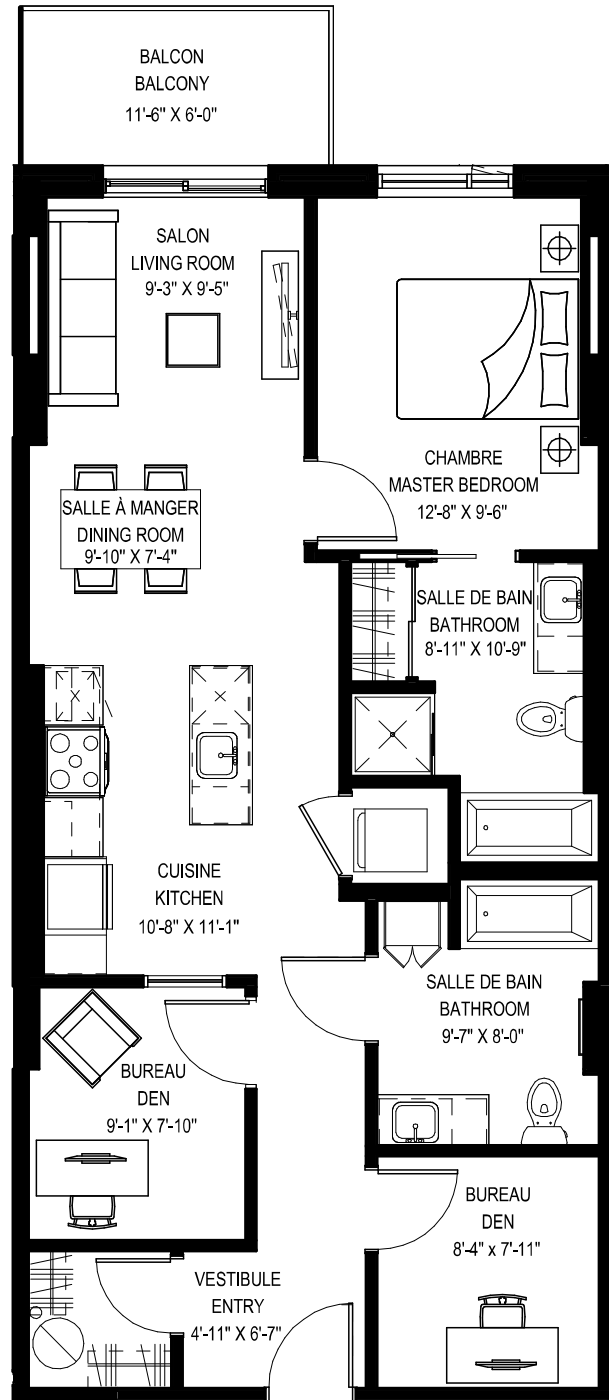 BALCON
BALCONY
11'-6" X 6'-0"
SALON
LIVING ROOM
9'-3" X 9'-5"
CHAMBRE
MASTER BEDROOM
12'-8" X 9'-6"
SALLE À MANGER
DINING ROOM
9'-10" X 7'-4"
SALLE DE BAIN
BATHROOM
8'-11" X 10'-9"
CUISINE
KITCHEN
10'-8" X 11'-1"
SALLE DE BAIN
BATHROOM
9'-7" X 8'-0"
BUREAU
DEN
9'-1" X 7'-10"
BUREAU
DEN
8'-4" x 7'-11"
VESTIBULE
ENTRY
4'-11" X 6'-7"